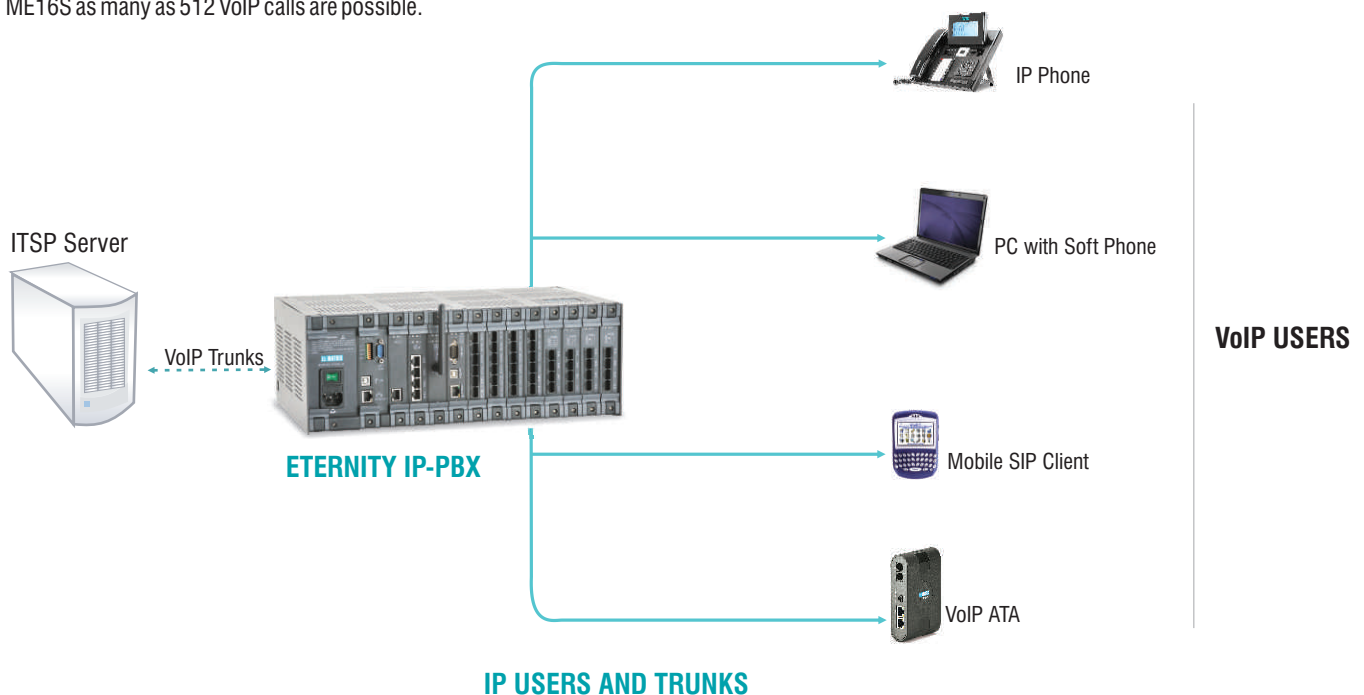 ME16S as many as 512 VoIP calls are possible.
IP Phone
PC with Soft Phone
ITSP Server
VoIP Trunks
VoIP USERS
ETERNITY IP-PBX
Mobile SIP Client
VoIP ATA
IP USERS AND TRUNKS